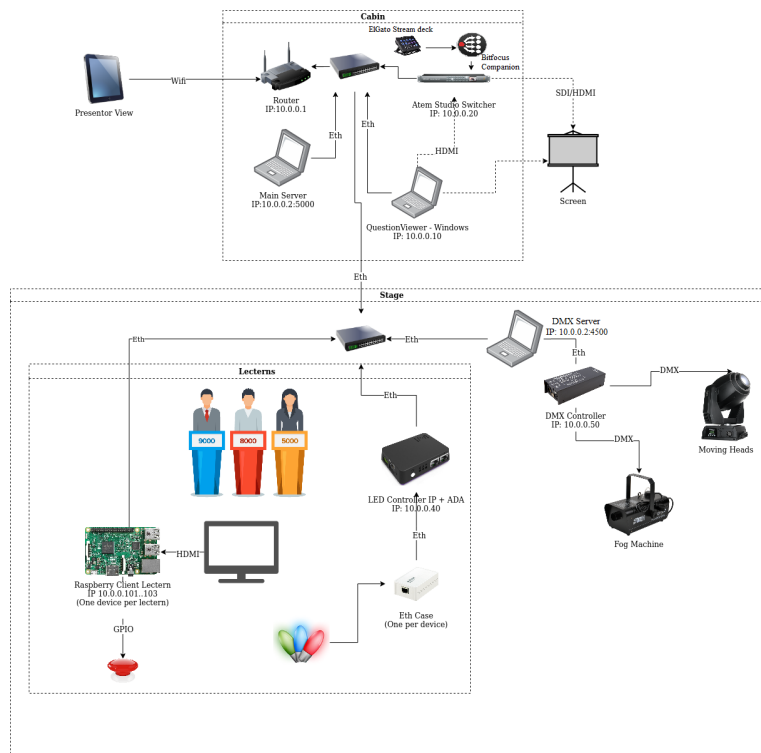 Cabin
ElGato Stream deck
Bitfocus
Companion
Wifi
SDI/HDMI
Presentor View
Router
IP:10.0.0.1
Atem Studio Switcher
IP: 10.0.0.20
Eth
Eth
HDMI
Main Server
IP:10.0.0.2:5000
Screen
QuestionViewer - Windows
IP: 10.0.0.10
Eth
Stage
DMX Server
IP: 10.0.0.2:4500
Eth
Eth
Eth
Lecterns
DMX
Eth
9000
8000
5000
DMX Controller
IP: 10.0.0.50
DMX
Moving Heads
LED Controller IP + ADA
IP: 10.0.0.40
Fog Machine
Eth
HDMI
Raspberry Client Lectern
IP 10.0.0.101..103
(One device per lectern)
Eth Case
(One per device)
GPIO